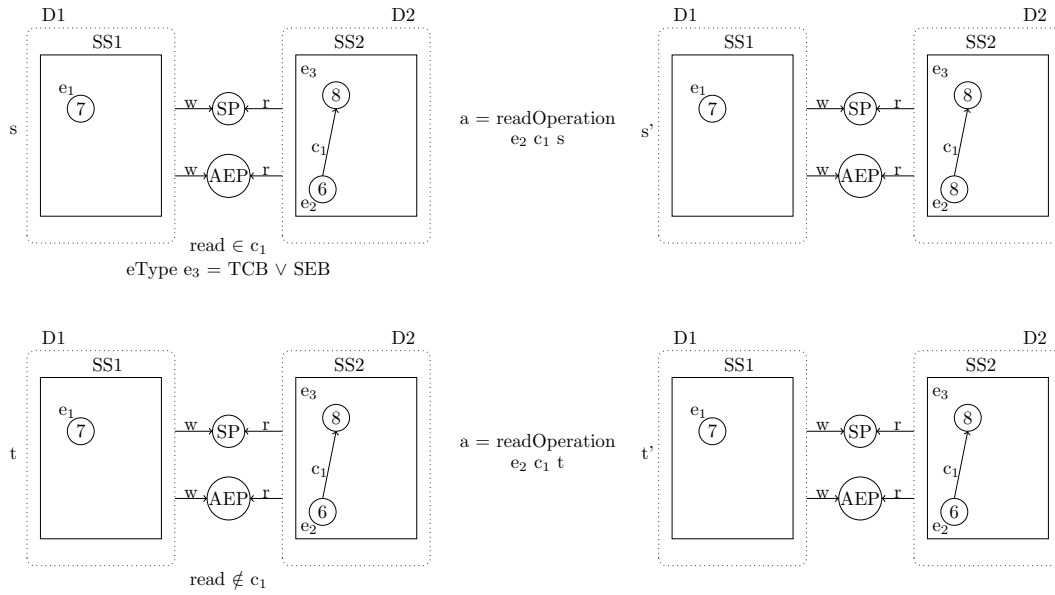 D1
D2
D1
D2
SS1
SS2
SS1
SS2
e3
e3
e1
e1
8
8
7
w
SP
r
7
w
SP
r
a = readOperation
e2 c1 s
s
s'
c1
c1
w
AEP
r
w
AEP
r
6
8
e2
e2
read ∈ c1
eType e3 = TCB ∨ SEB
D1
D2
D1
D2
SS1
SS2
SS1
SS2
e3
e3
e1
e1
8
8
7
w
SP
r
7
w
SP
r
a = readOperation
e2 c1 t
t
t'
c1
c1
w
AEP
r
w
AEP
r
6
6
e2
e2
read ∉ c1